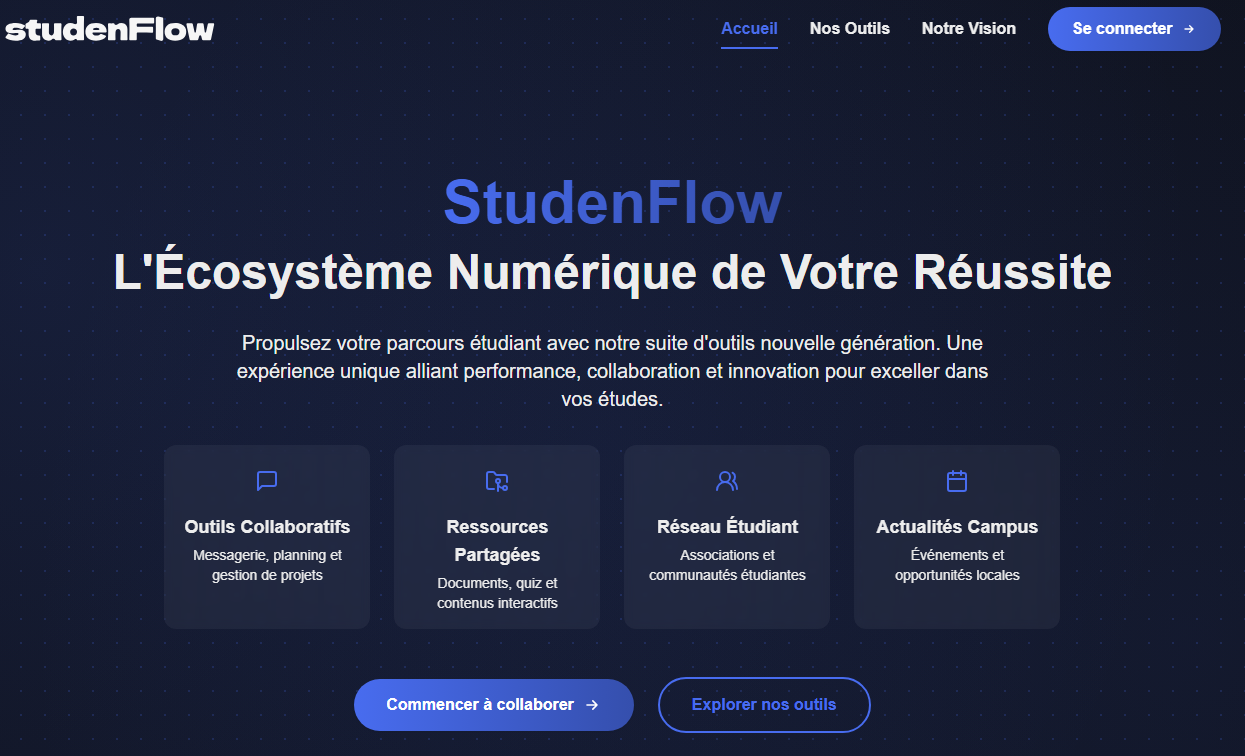 studenFlow
Accueil
Nos Outils
Notre Vision
Se connecter →
StudenFlow
L'Écosystème Numérique de Votre Réussite
Propulsez votre parcours étudiant avec notre suite d'outils nouvelle génération. Une
expérience unique alliant performance, collaboration et innovation pour exceller dans
vos études.
Outils Collaboratifs
Messagerie, planning et
gestion de projets
Ressources
Partagées
Documents, quiz et
contenus interactifs
Réseau Étudiant
Associations et
communautés étudiantes
Actualités Campus
Événements et
opportunités locales
Commencer à collaborer →
Explorer nos outils